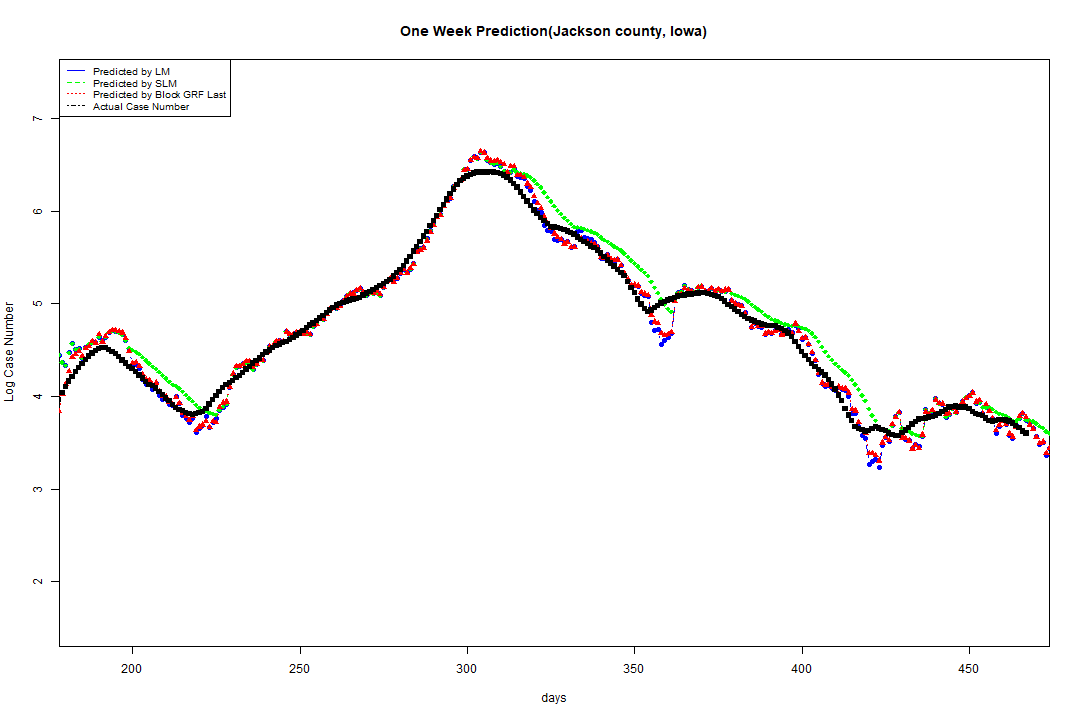 One Week Prediction(Jackson county, Iowa)
Predicted by LM
Predicted by SLM
Predicted by Block GRF Last
Actual Case Number
Log Case Number
7
6
5
4
3
2
200 250 300 350 400 450
days